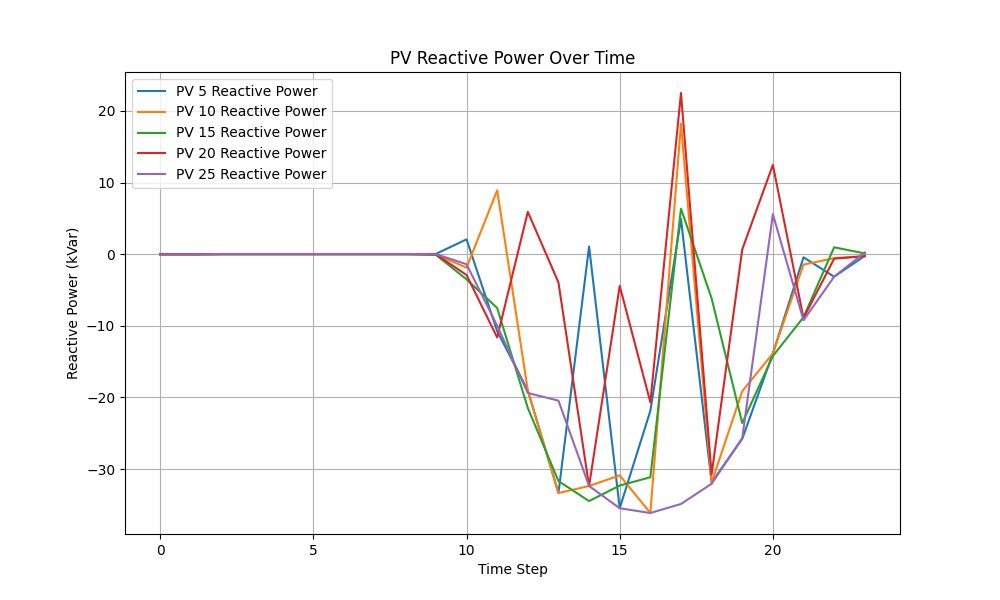 PV Reactive Power Over Time
Reactive Power (kVar)
20
10
0
−10
−20
−30
PV 5 Reactive Power
PV 10 Reactive Power
PV 15 Reactive Power
PV 20 Reactive Power
PV 25 Reactive Power
0 5 10 15 20
Time Step